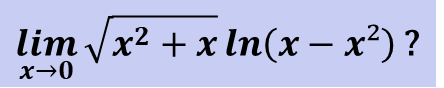 lim √(x² + x) ln(x − x²) ?
x→0